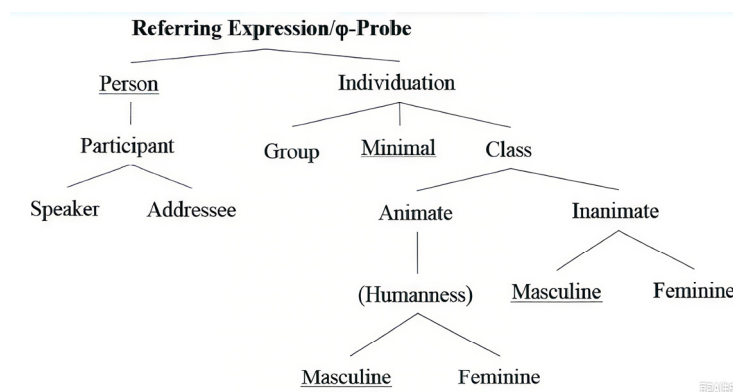 Referring Expression/φ-Probe
Person Individuation
Participant Group Minimal Class
Speaker Addressee Animate Inanimate
(Humanness) Masculine Feminine
Masculine Feminine